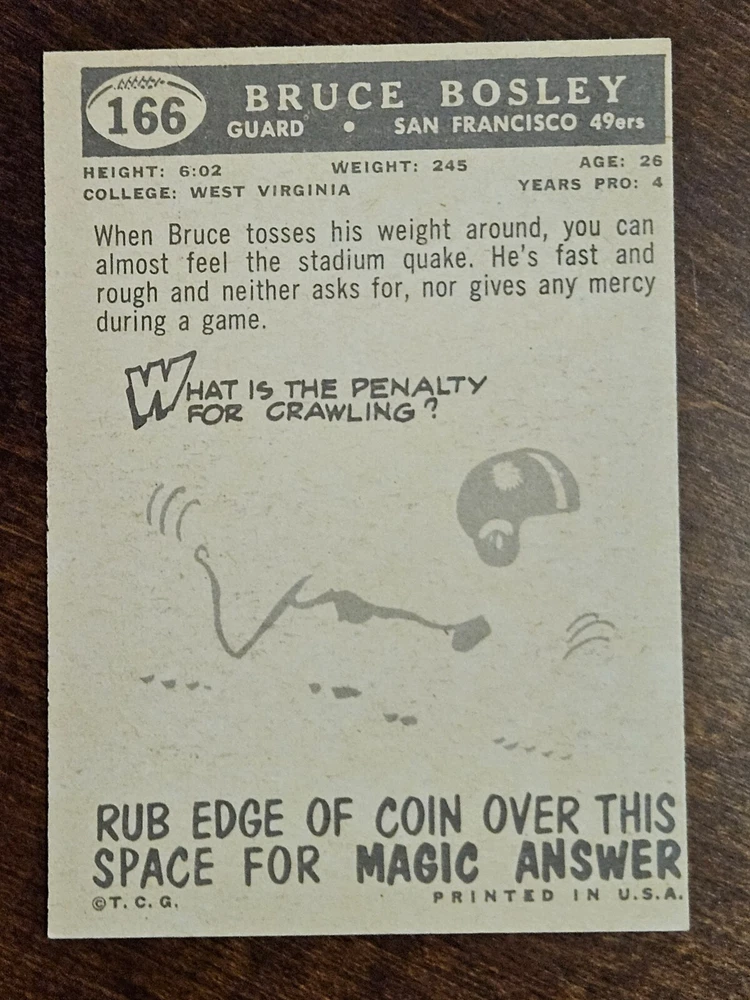 166
BRUCE BOSLEY
GUARD • SAN FRANCISCO 49ers
HEIGHT: 6:02 WEIGHT: 245 AGE: 26
COLLEGE: WEST VIRGINIA YEARS PRO: 4
When Bruce tosses his weight around, you can
almost feel the stadium quake. He's fast and
rough and neither asks for, nor gives any mercy
during a game.
WHAT IS THE PENALTY
FOR CRAWLING?
RUB EDGE OF COIN OVER THIS
SPACE FOR MAGIC ANSWER
©T. C. G. PRINTED IN U.S.A.